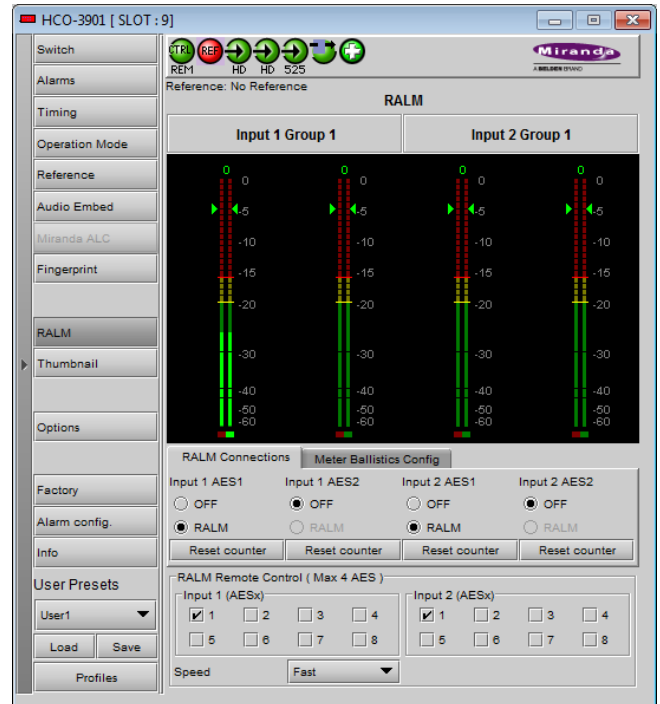 HCO-3901 [ SLOT : 9]
Switch
Alarms
Timing
Operation Mode
Reference
Audio Embed
Miranda ALC
Fingerprint
RALM
Thumbnail
Options
Factory
Alarm config.
Info
User Presets
User1
Load Save
Profiles
CTRL REF
REM HD HD 525
Miranda
A BELDEN BRAND
Reference: No Reference
RALM
Input 1 Group 1 Input 2 Group 1
0 0 0 0
0 0 0 0
-5 -5 -5 -5
-10 -10 -10 -10
-15 -15 -15 -15
-20 -20 -20 -20
-30 -30 -30 -30
-40 -40 -40 -40
-50 -50 -50 -50
-60 -60 -60 -60
RALM Connections Meter Ballistics Config
Input 1 AES1 Input 1 AES2 Input 2 AES1 Input 2 AES2
OFF OFF OFF OFF
RALM RALM RALM RALM
Reset counter Reset counter Reset counter Reset counter
RALM Remote Control ( Max 4 AES )
Input 1 (AESx) Input 2 (AESx)
1 2 3 4 1 2 3 4
5 6 7 8 5 6 7 8
Speed Fast